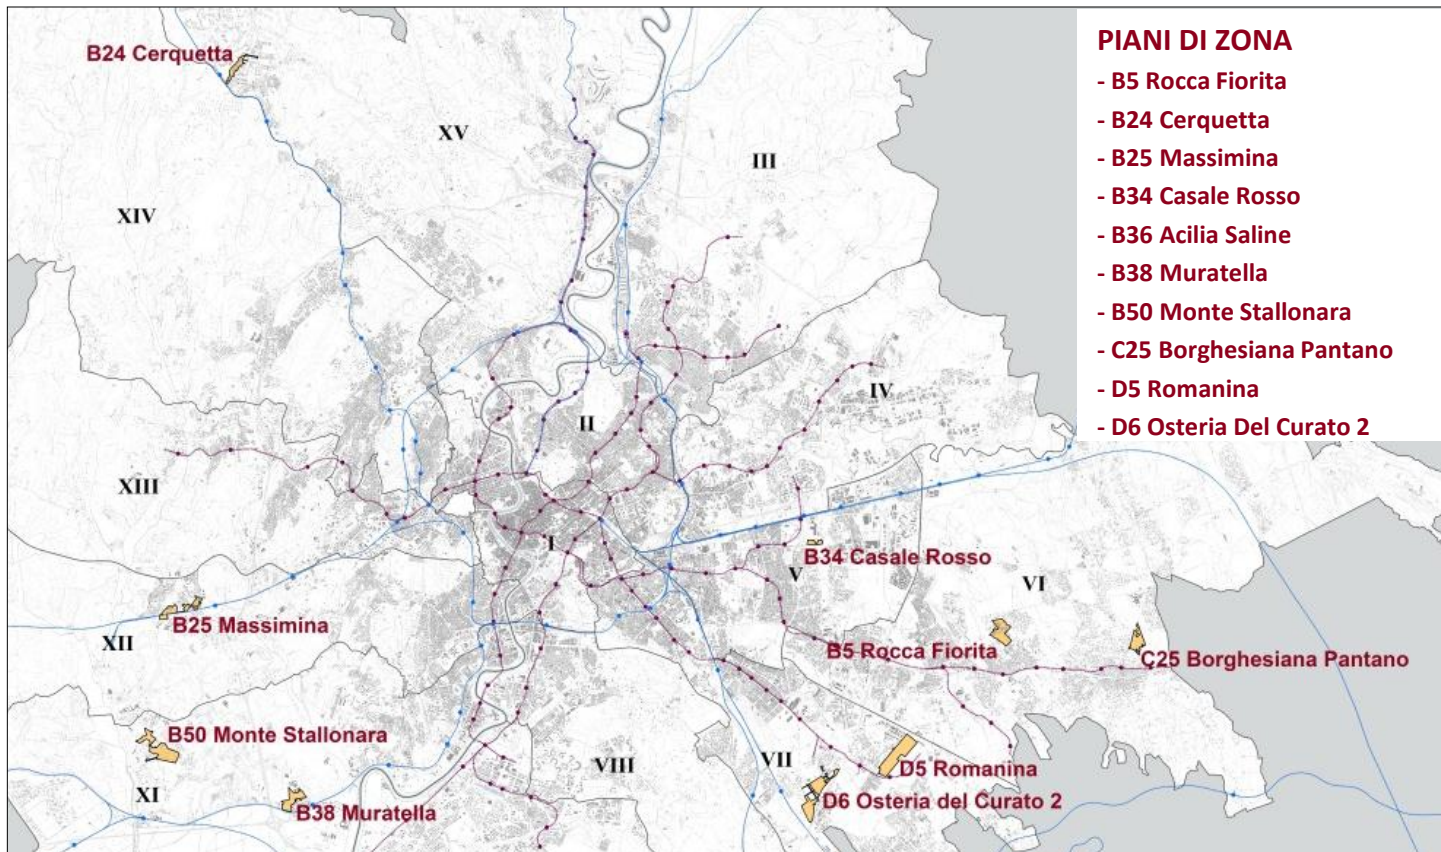 PIANI DI ZONA
- B5 Rocca Fiorita
- B24 Cerquetta
- B25 Massimina
- B34 Casale Rosso
- B36 Acilia Saline
- B38 Muratella
- B50 Monte Stallonara
- C25 Borghesiana Pantano
- D5 Romanina
- D6 Osteria Del Curato 2
B24 Cerquetta
XV
III
XIV
IV
II
XIII
I
B34 Casale Rosso
V
VI
B25 Massimina
XII
B5 Rocca Fiorita
C25 Borghesiana Pantano
B50 Monte Stallonara
VIII
VII
D5 Romanina
XI
B38 Muratella
D6 Osteria del Curato 2